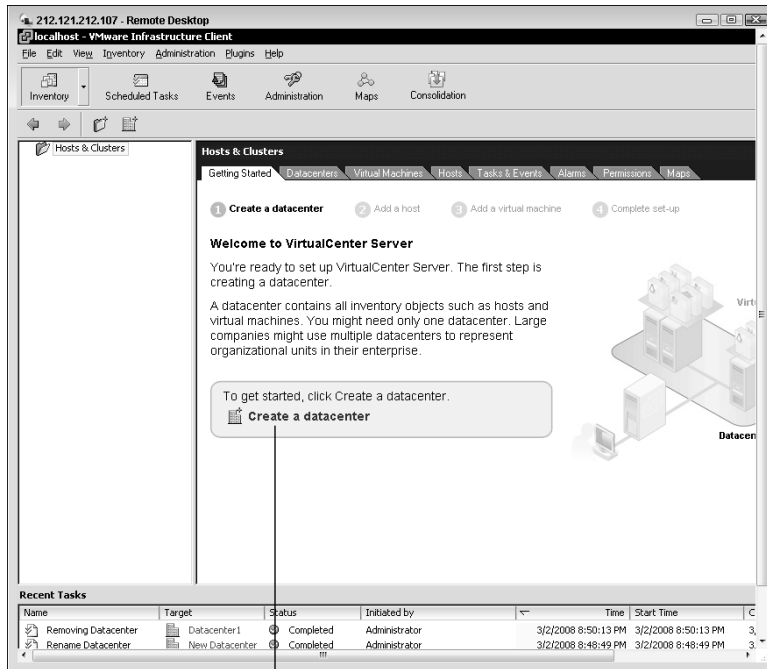 212.121.212.107 - Remote Desktop
localhost - VMware Infrastructure Client
File Edit View Inventory Administration Plugins Help
Inventory Scheduled Tasks Events Administration Maps Consolidation
Hosts & Clusters
Hosts & Clusters
Getting Started Datacenters Virtual Machines Hosts Tasks & Events Alarms Permissions Maps
1 Create a datacenter 2 Add a host 3 Add a virtual machine 4 Complete set-up
Welcome to VirtualCenter Server
You're ready to set up VirtualCenter Server. The first step is
creating a datacenter.
A datacenter contains all inventory objects such as hosts and
virtual machines. You might need only one datacenter. Large
companies might use multiple datacenters to represent
organizational units in their enterprise.
Virt
To get started, click Create a datacenter.
Create a datacenter
Datacen
Recent Tasks
Name Target Status Initiated by Time Start Time C
Removing Datacenter Datacenter1 Completed Administrator 3/2/2008 8:50:13 PM 3/2/2008 8:50:13 PM 3,
Rename Datacenter New Datacenter Completed Administrator 3/2/2008 8:48:49 PM 3/2/2008 8:48:49 PM 3.